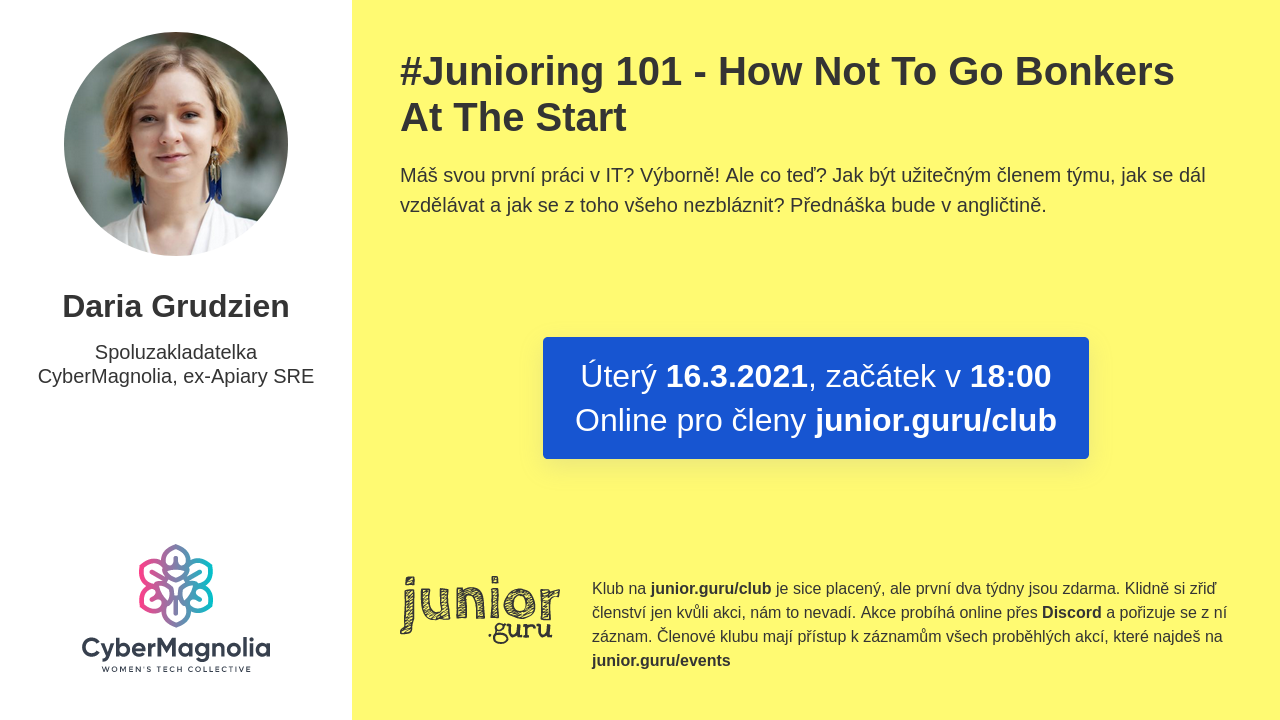 Daria Grudzien
Spoluzakladatelka
CyberMagnolia, ex-Apiary SRE
CyberMagnolia
WOMEN'S TECH COLLECTIVE
#Junioring 101 - How Not To Go Bonkers
At The Start
Máš svou první práci v IT? Výborně! Ale co teď? Jak být užitečným členem týmu, jak se dál
vzdělávat a jak se z toho všeho nezbláznit? Přednáška bude v angličtině.
Úterý 16.3.2021, začátek v 18:00
Online pro členy junior.guru/club
junior
.guru
Klub na junior.guru/club je sice placený, ale první dva týdny jsou zdarma. Klidně si zřiď
členství jen kvůli akci, nám to nevadí. Akce probíhá online přes Discord a pořizuje se z ní
záznam. Členové klubu mají přístup k záznamům všech proběhlých akcí, které najdeš na
junior.guru/events